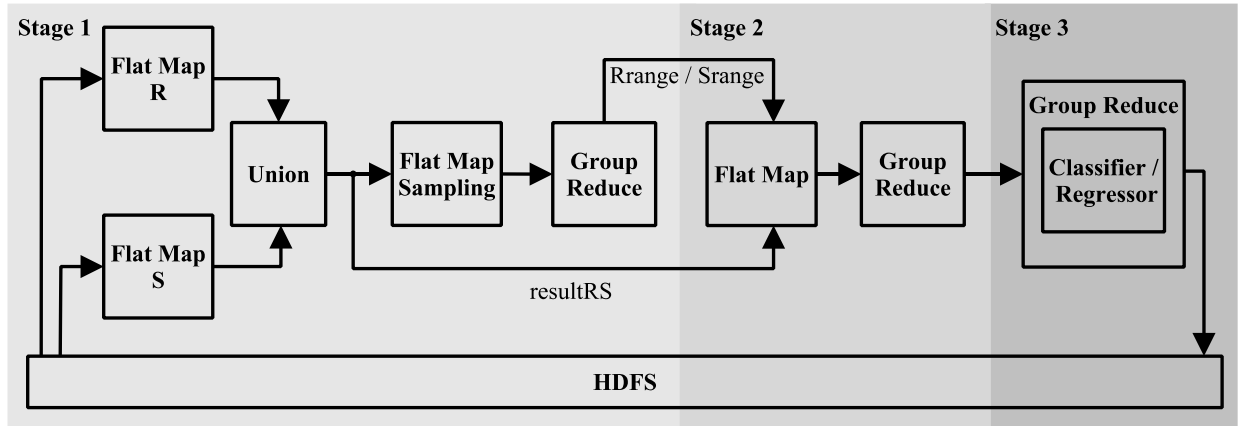 Stage 1
Stage 2
Stage 3
Flat Map
R
Rrange / Srange
Group Reduce
Union
Flat Map
Sampling
Group
Reduce
Flat Map
Group
Reduce
Classifier /
Regressor
Flat Map
S
resultRS
HDFS